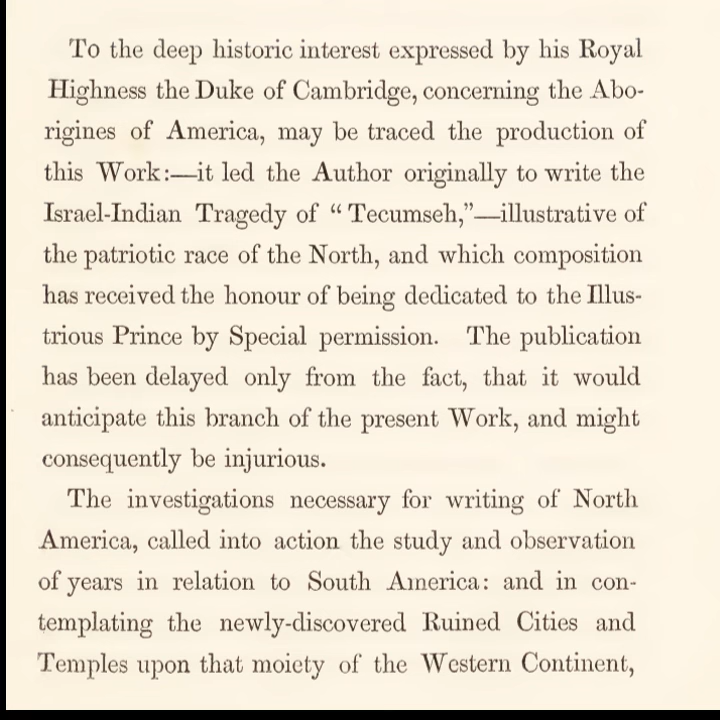 To the deep historic interest expressed by his Royal
Highness the Duke of Cambridge, concerning the Abo-
rigines of America, may be traced the production of
this Work:—it led the Author originally to write the
Israel-Indian Tragedy of “Tecumseh,”—illustrative of
the patriotic race of the North, and which composition
has received the honour of being dedicated to the Illus-
trious Prince by Special permission. The publication
has been delayed only from the fact, that it would
anticipate this branch of the present Work, and might
consequently be injurious.
The investigations necessary for writing of North
America, called into action the study and observation
of years in relation to South America: and in con-
templating the newly-discovered Ruined Cities and
Temples upon that moiety of the Western Continent,